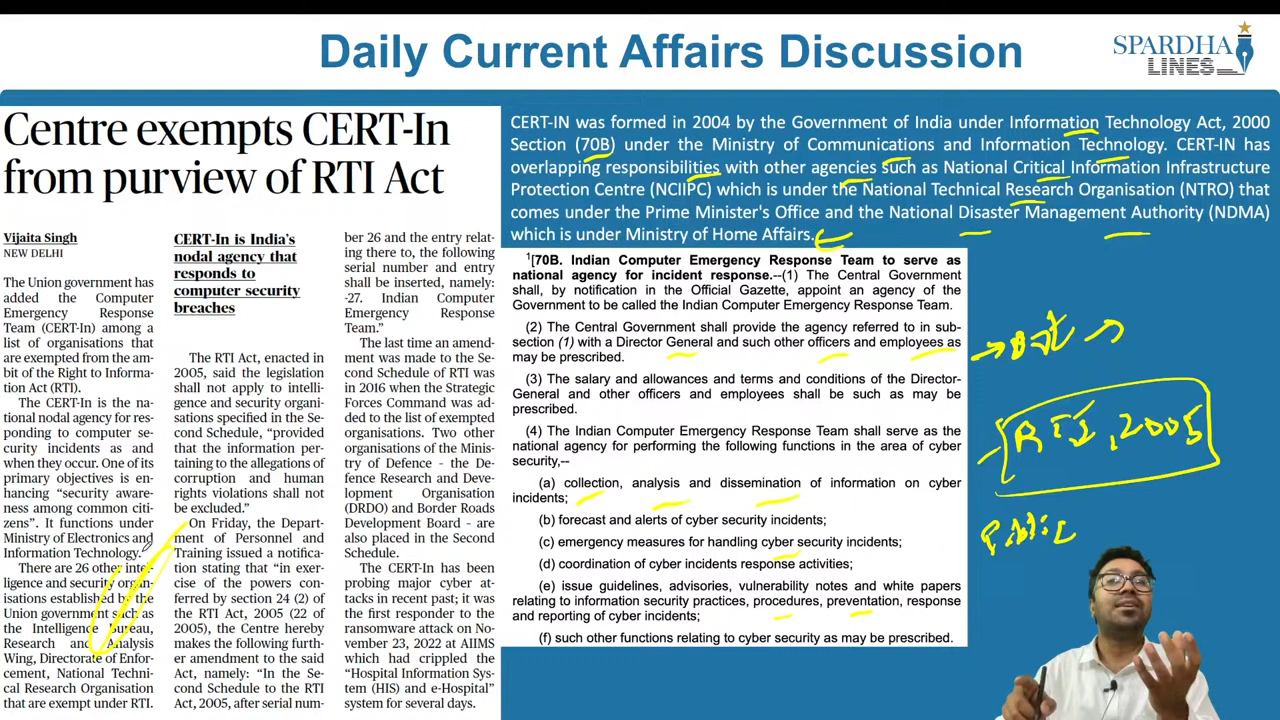 Daily Current Affairs Discussion
SPARDHA
LINES
Centre exempts CERT-In
from purview of RTI Act
Vijaita Singh
NEW DELHI
The Union government has
added the Computer
Emergency Response
Team (CERT-In) among a
list of organisations that
are exempted from the am-
bit of the Right to Informa-
tion Act (RTI).
The CERT-In is the na-
tional nodal agency for res-
ponding to computer se-
curity incidents as and
when they occur. One of its
primary objectives is en-
hancing “security aware-
ness among common citi-
zens”. It functions under
Ministry of Electronics and
Information Technology.
There are 26 other intel-
ligence and security organ-
isations established by the
Union government such as
the Intelligence Bureau,
Research and Analysis
Wing, Directorate of Enfor-
cement, National Techni-
cal Research Organisation
that are exempt under RTI.
CERT-In is India’s
nodal agency that
responds to
computer security
breaches
The RTI Act, enacted in
2005, said the legislation
shall not apply to intelli-
gence and security organi-
sations specified in the Se-
cond Schedule, “provided
that the information per-
taining to the allegations of
corruption and human
rights violations shall not
be excluded.”
On Friday, the Depart-
ment of Personnel and
Training issued a notifica-
tion stating that “in exer-
cise of the powers con-
ferred by section 24 (2) of
the RTI Act, 2005 (22 of
2005), the Centre hereby
makes the following furth-
er amendment to the said
Act, namely: “In the Se-
cond Schedule to the RTI
Act, 2005, after serial num-
ber 26 and the entry relat-
ing there to, the following
serial number and entry
shall be inserted, namely:
-27. Indian Computer
Emergency Response
Team.”
The last time an amend-
ment was made to the Se-
cond Schedule of RTI was
in 2016 when the Strategic
Forces Command was ad-
ded to the list of exempted
organisations. Two other
organisations of the Minis-
try of Defence - the De-
fence Research and Deve-
lopment Organisation
(DRDO) and Border Roads
Development Board - are
also placed in the Second
Schedule.
The CERT-In has been
probing major cyber at-
tacks in recent past; it was
the first responder to the
ransomware attack on No-
vember 23, 2022 at AIIMS
which had crippled the
“Hospital Information Sys-
tem (HIS) and e-Hospital”
system for several days.
CERT-IN was formed in 2004 by the Government of India under Information Technology Act, 2000
Section (70B) under the Ministry of Communications and Information Technology. CERT-IN has
overlapping responsibilities with other agencies such as National Critical Information Infrastructure
Protection Centre (NCIIPC) which is under the National Technical Research Organisation (NTRO) that
comes under the Prime Minister's Office and the National Disaster Management Authority (NDMA)
which is under Ministry of Home Affairs.
1[70B. Indian Computer Emergency Response Team to serve as
national agency for incident response.--(1) The Central Government
shall, by notification in the Official Gazette, appoint an agency of the
Government to be called the Indian Computer Emergency Response Team.
(2) The Central Government shall provide the agency referred to in sub-
section (1) with a Director General and such other officers and employees as
may be prescribed.
(3) The salary and allowances and terms and conditions of the Director-
General and other officers and employees shall be such as may be
prescribed.
(4) The Indian Computer Emergency Response Team shall serve as the
national agency for performing the following functions in the area of cyber
security,--
(a) collection, analysis and dissemination of information on cyber
incidents;
(b) forecast and alerts of cyber security incidents;
(c) emergency measures for handling cyber security incidents;
(d) coordination of cyber incidents response activities;
(e) issue guidelines, advisories, vulnerability notes and white papers
relating to information security practices, procedures, prevention, response
and reporting of cyber incidents;
(f) such other functions relating to cyber security as may be prescribed.
RTI, 2005
Public